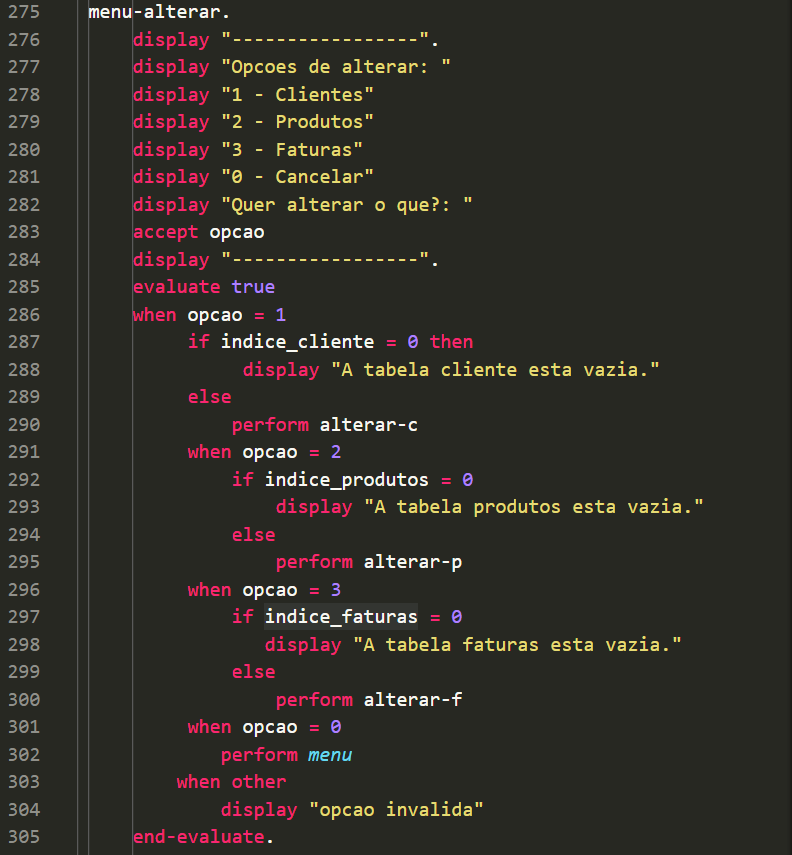 275 menu-alterar.
276 display "-----------------".
277 display "Opcoes de alterar: "
278 display "1 - Clientes"
279 display "2 - Produtos"
280 display "3 - Faturas"
281 display "0 - Cancelar"
282 display "Quer alterar o que?: "
283 accept opcao
284 display "-----------------".
285 evaluate true
286 when opcao = 1
287 if indice_cliente = 0 then
288 display "A tabela cliente esta vazia."
289 else
290 perform alterar-c
291 when opcao = 2
292 if indice_produtos = 0
293 display "A tabela produtos esta vazia."
294 else
295 perform alterar-p
296 when opcao = 3
297 if indice_faturas = 0
298 display "A tabela faturas esta vazia."
299 else
300 perform alterar-f
301 when opcao = 0
302 perform menu
303 when other
304 display "opcao invalida"
305 end-evaluate.